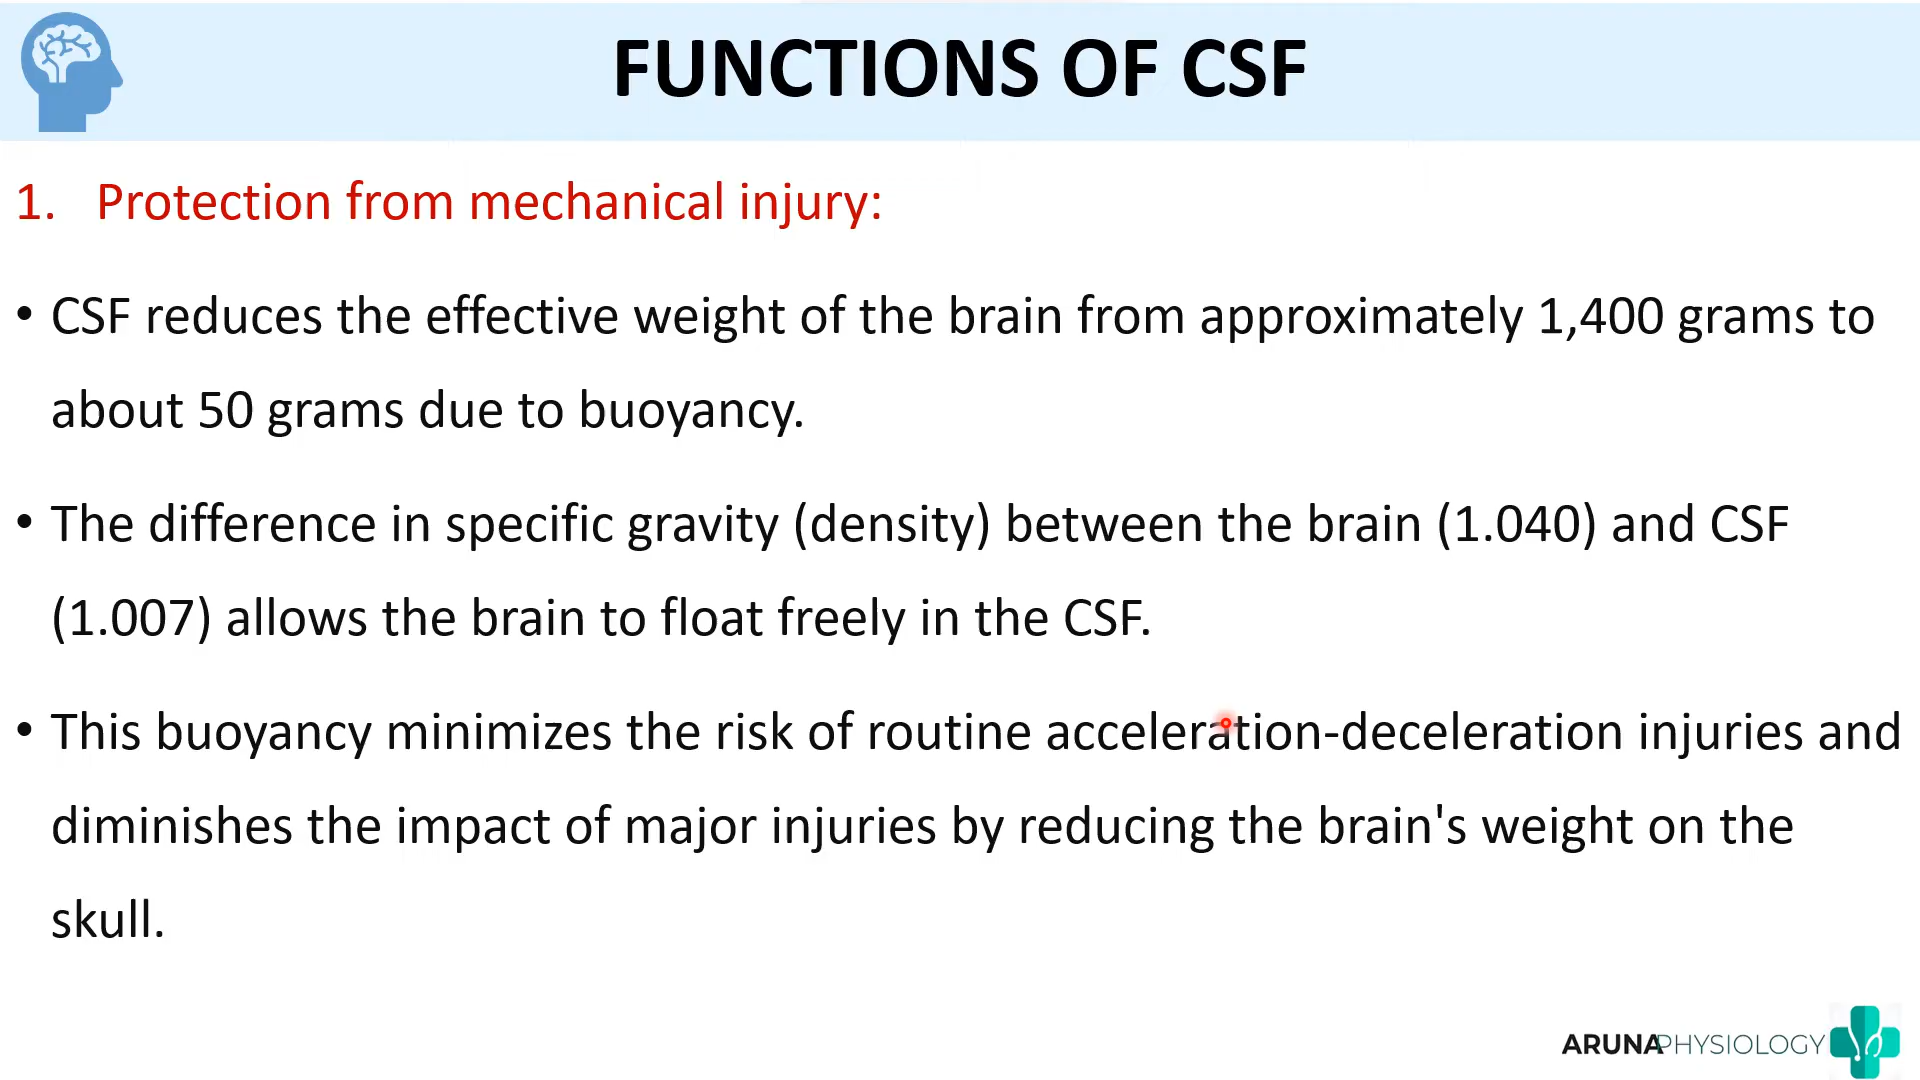 FUNCTIONS OF CSF
1. Protection from mechanical injury:
• CSF reduces the effective weight of the brain from approximately 1,400 grams to
about 50 grams due to buoyancy.
• The difference in specific gravity (density) between the brain (1.040) and CSF
(1.007) allows the brain to float freely in the CSF.
• This buoyancy minimizes the risk of routine acceleration-deceleration injuries and
diminishes the impact of major injuries by reducing the brain's weight on the
skull.
ARUNAPHYSIOLOGY